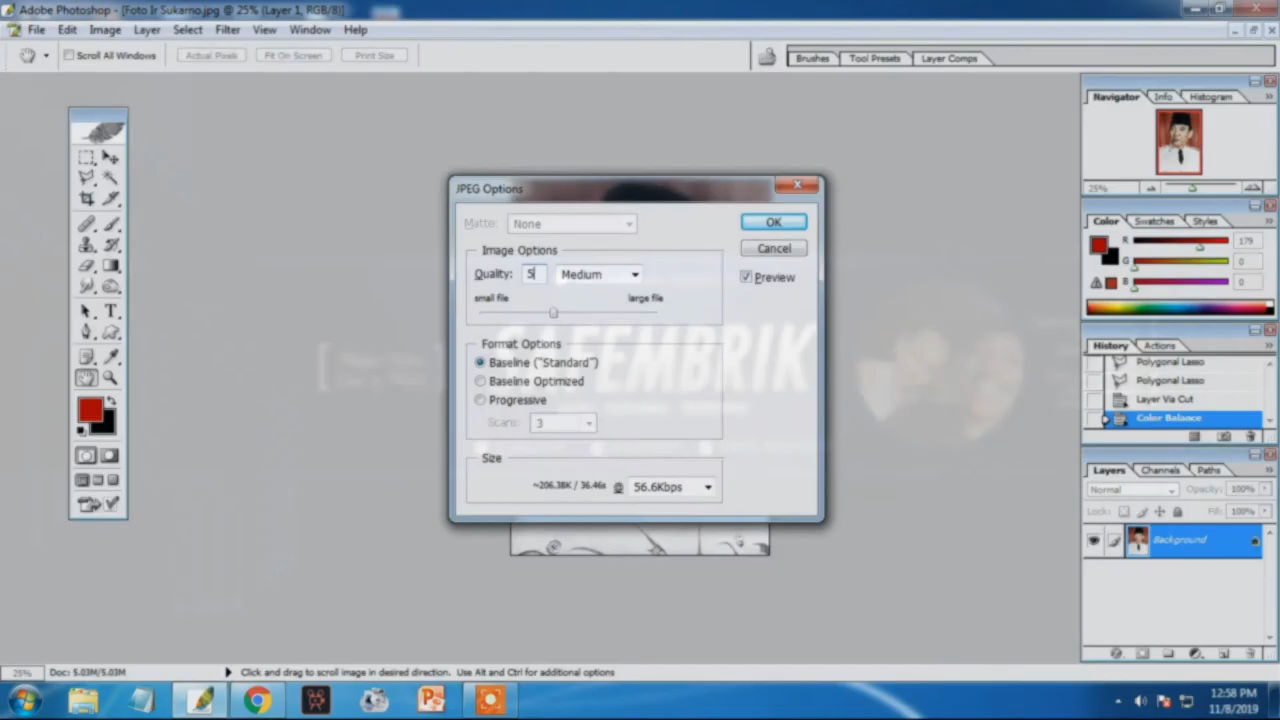 Adobe Photoshop - [Foto Ir Sukarno.jpg @ 25% (Layer 1, RGB/8)]
File Edit Image Layer Select Filter View Window Help
Scroll All Windows Actual Pixels Fit On Screen Print Size
Brushes Tool Presets Layer Comps
Navigator Info Histogram
25%
Color Swatches Styles
R 179
G 0
B 0
History Actions
Polygonal Lasso
Polygonal Lasso
Layer Via Cut
Color Balance
Layers Channels Paths
Normal Opacity: 100%
Lock: Fill: 100%
Background
JPEG Options
Matte: None
OK
Image Options
Cancel
Quality: 5 Medium
Preview
small file large file
Format Options
Baseline ("Standard")
Baseline Optimized
Progressive
Scans: 3
Size
~206.38K / 36.46s @ 56.6Kbps
SAFEMBRIK
T
25% Doc: 5.03M/5.03M Click and drag to scroll image in desired direction. Use Alt and Ctrl for additional options
12:58 PM
11/8/2019